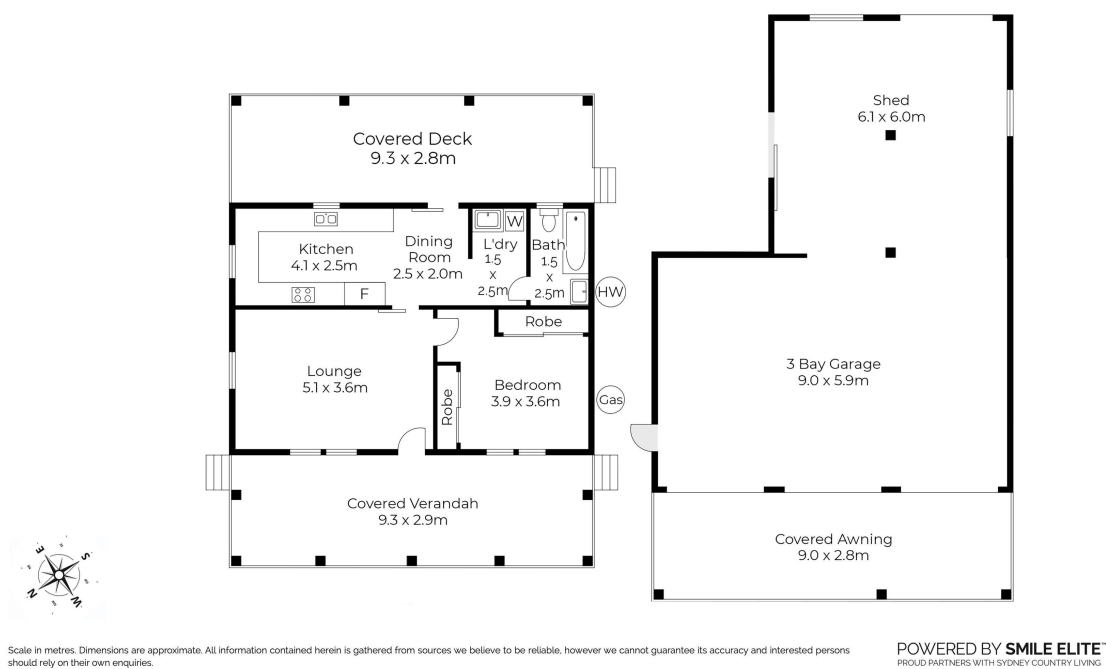 Shed
6.1 x 6.0m
Covered Deck
9.3 x 2.8m
Kitchen
4.1 x 2.5m
F
Dining
Room
2.5 x 2.0m
W
L'dry
1.5
x
2.5m
Bath
1.5
x
2.5m
HW
Robe
Lounge
5.1 x 3.6m
Robe
Bedroom
3.9 x 3.6m
Gas
3 Bay Garage
9.0 x 5.9m
Covered Verandah
9.3 x 2.9m
Covered Awning
9.0 x 2.8m
E
S
N
W
Scale in metres. Dimensions are approximate. All information contained herein is gathered from sources we believe to be reliable, however we cannot guarantee its accuracy and interested persons
should rely on their own enquiries.
POWERED BY SMILE ELITE™
PROUD PARTNERS WITH SYDNEY COUNTRY LIVING